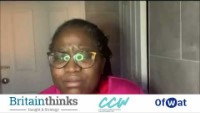 Britainthinks
Insight & Strategy
CCW
ofwat